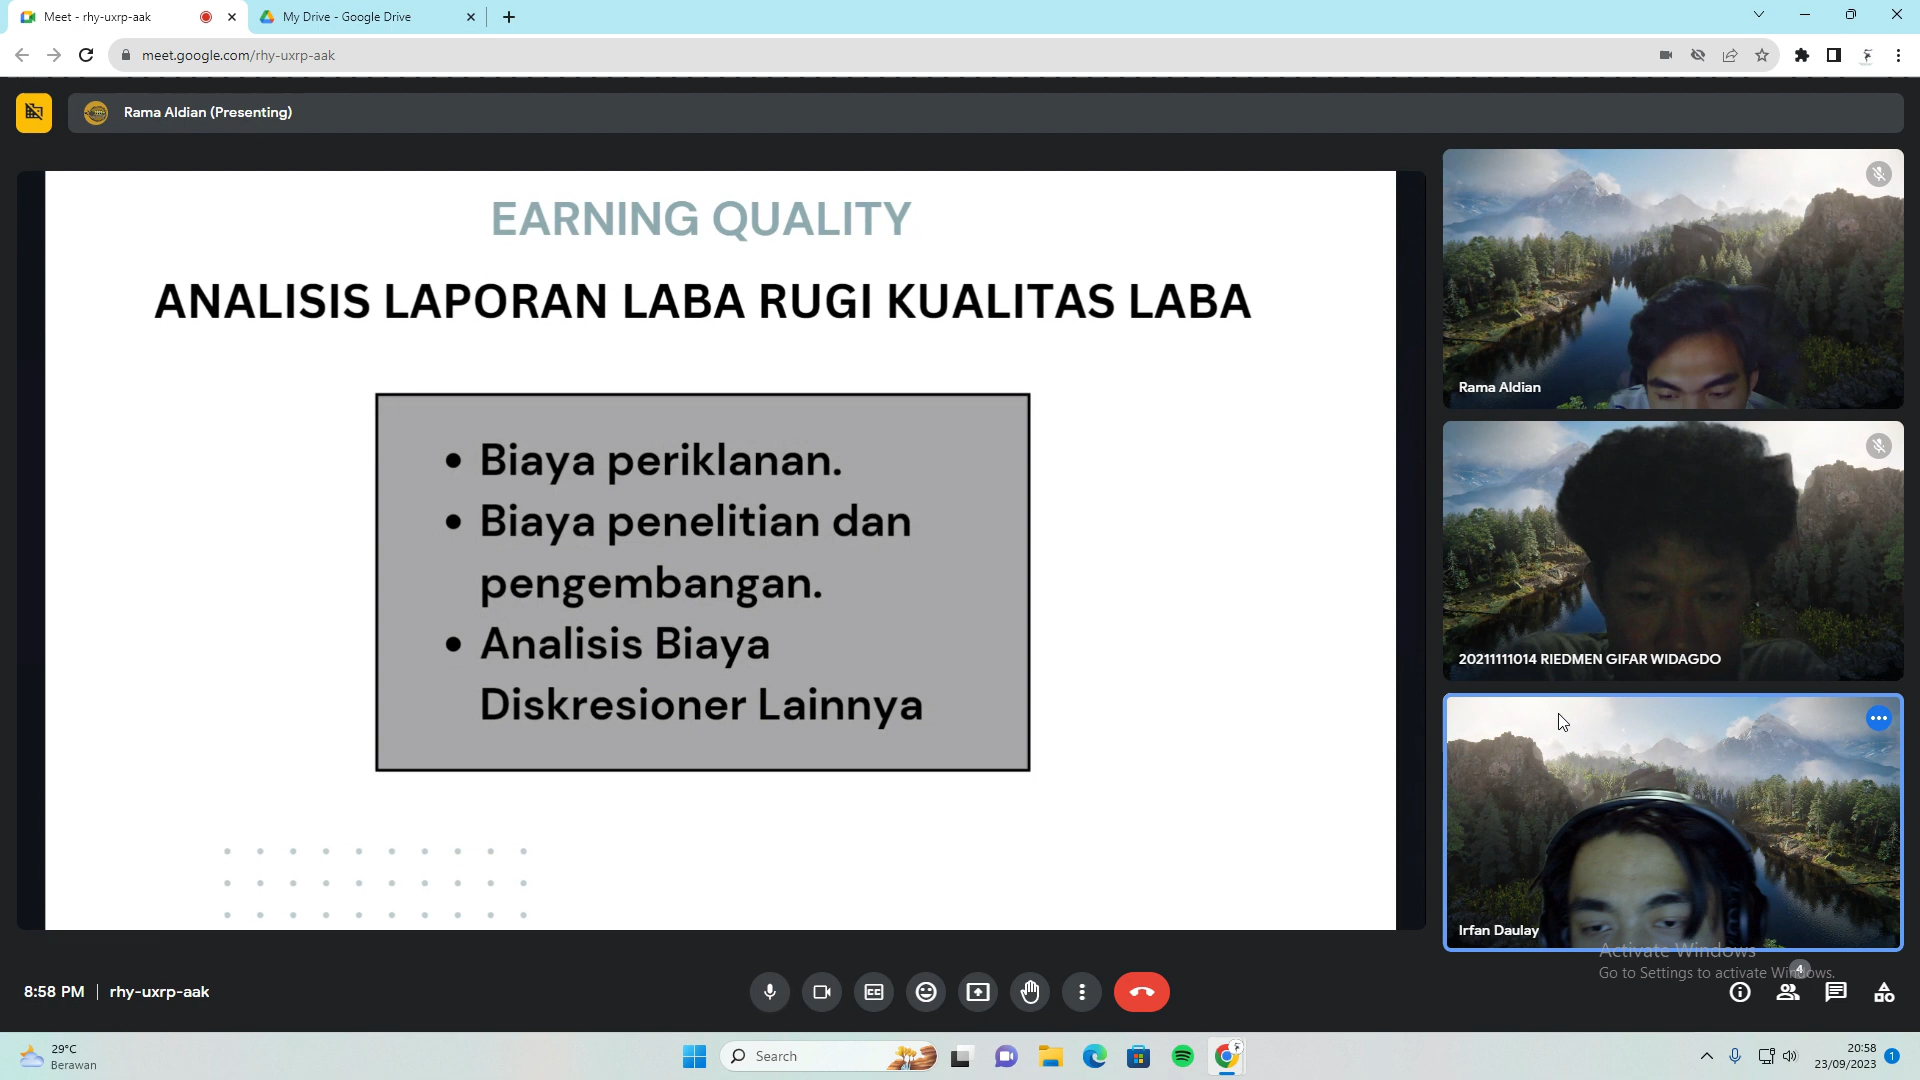 Meet - rhy-uxrp-aak
My Drive - Google Drive
meet.google.com/rhy-uxrp-aak
Rama Aldian (Presenting)
EARNING QUALITY
ANALISIS LAPORAN LABA RUGI KUALITAS LABA
• Biaya periklanan.
• Biaya penelitian dan
pengembangan.
• Analisis Biaya
Diskresioner Lainnya
Rama Aldian
20211111014 RIEDMEN GIFAR WIDAGDO
Irfan Daulay
Activate Windows
Go to Settings to activate Windows.
4
8:58 PM | rhy-uxrp-aak
29°C
Berawan
Search
20:58
23/09/2023
1